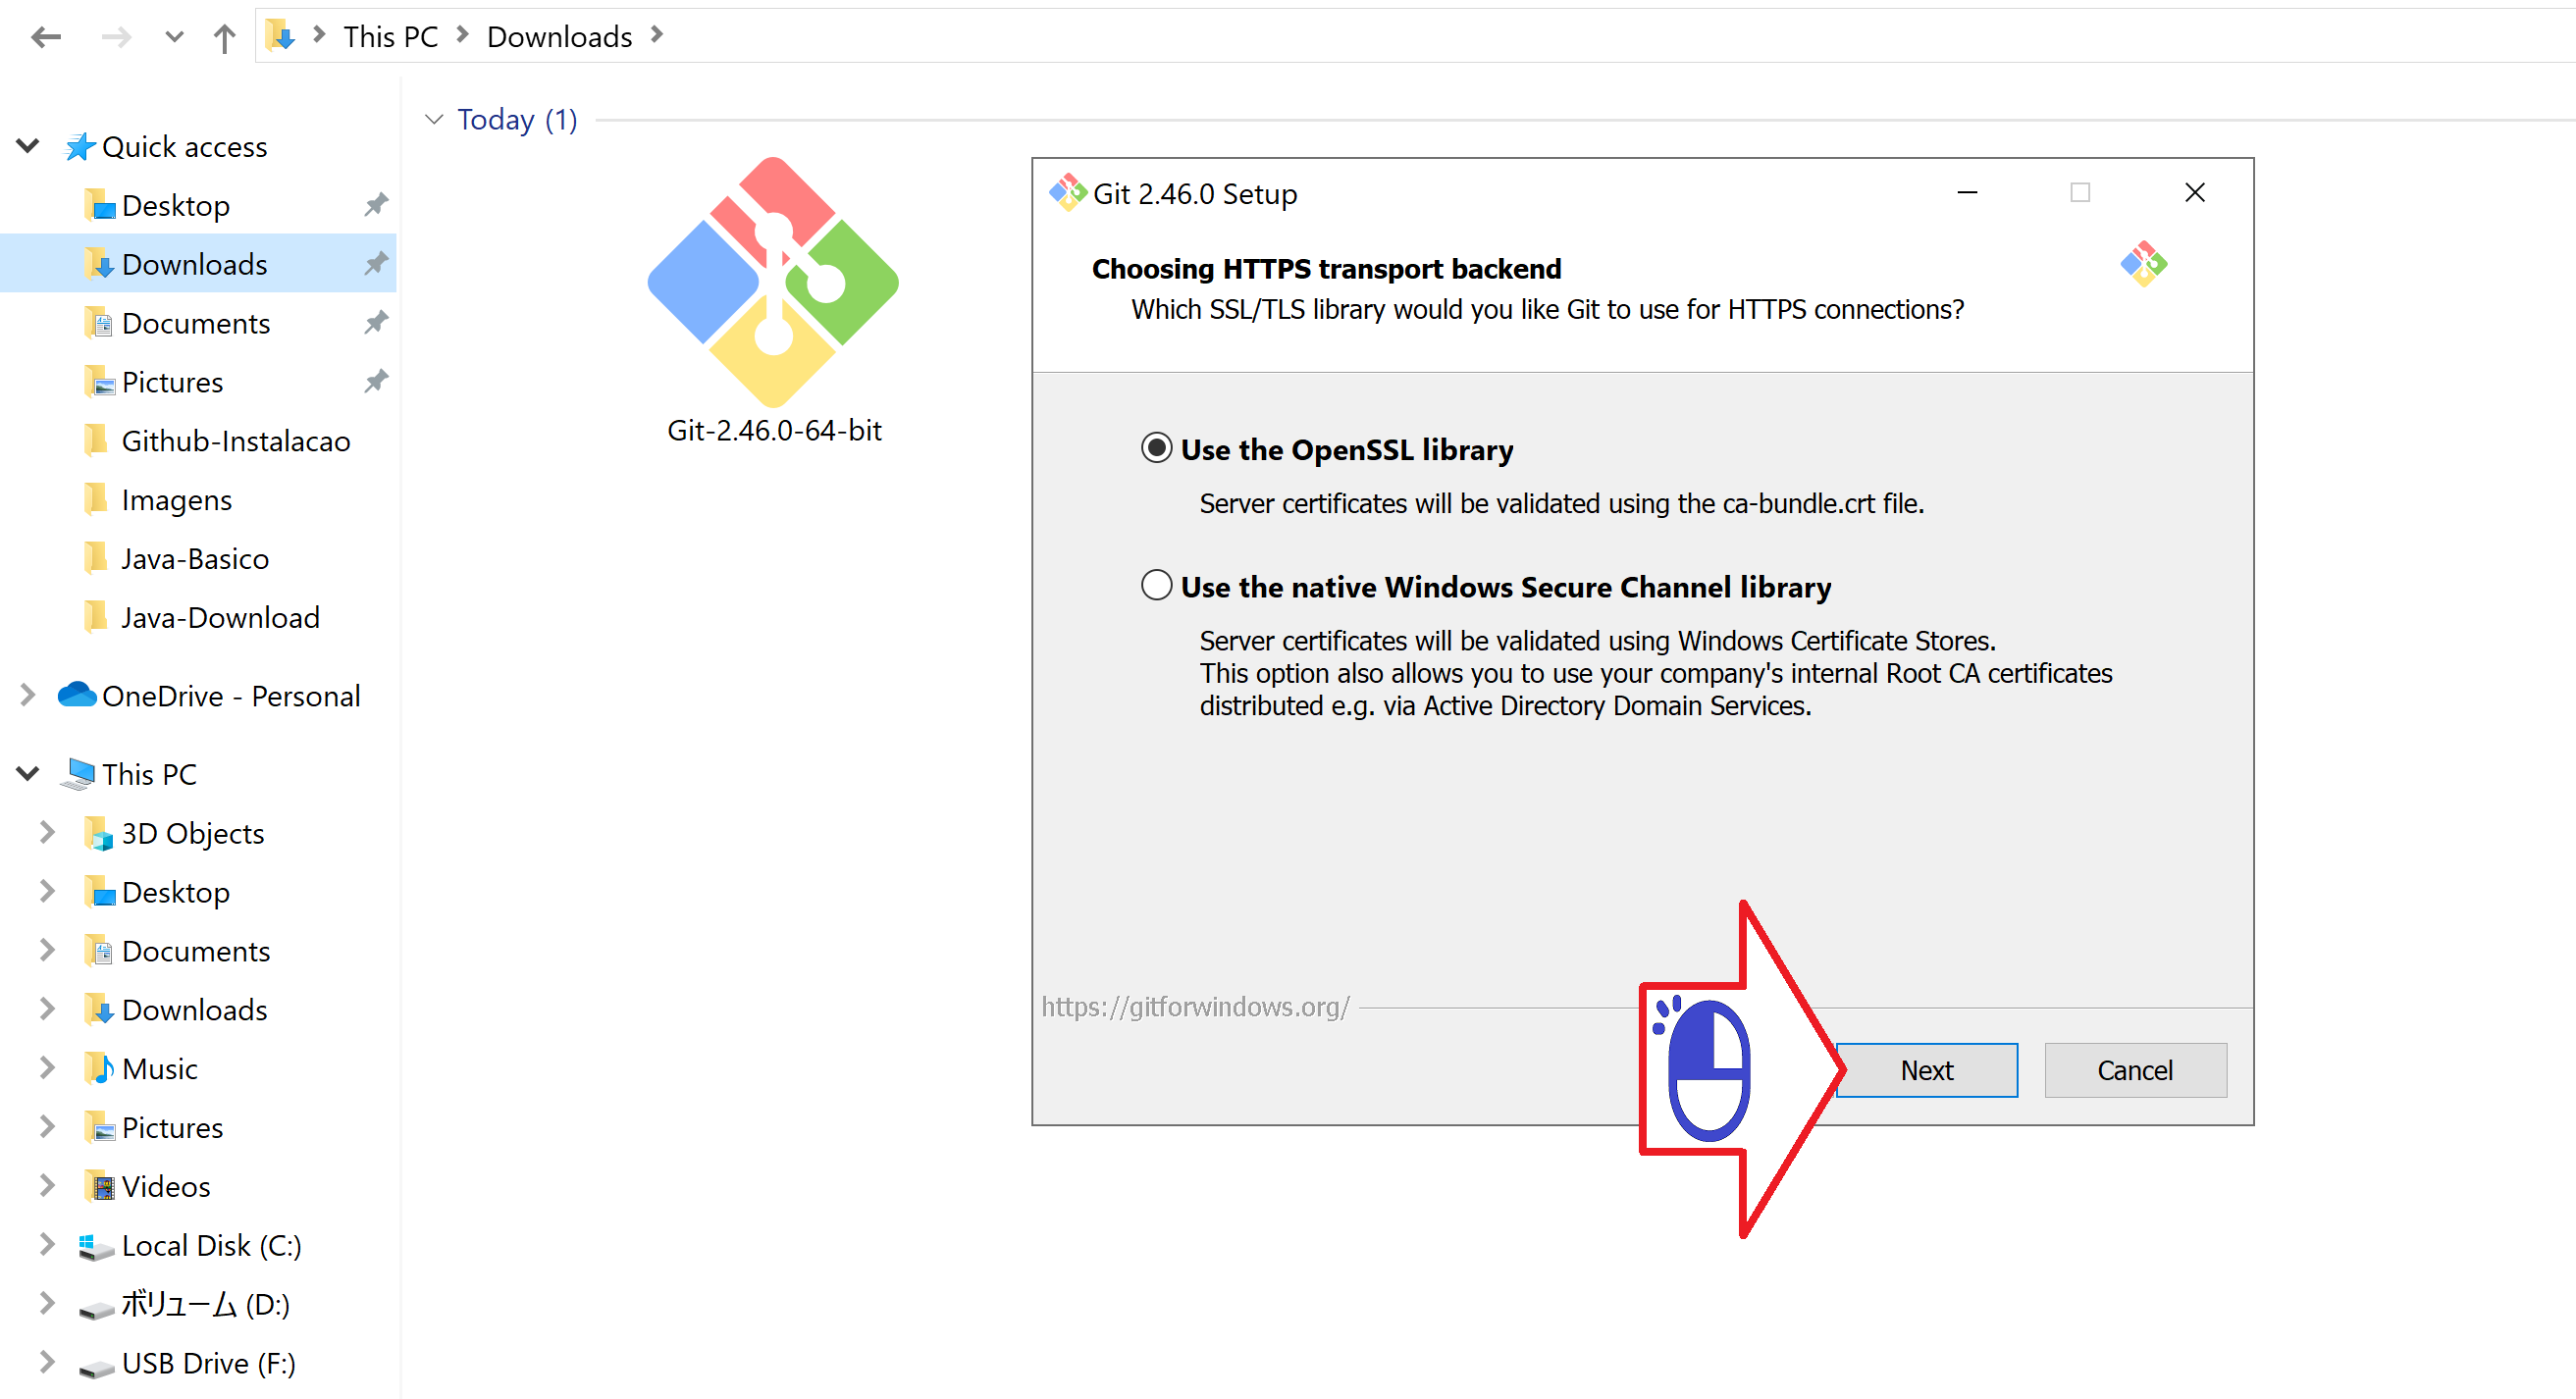 This PC
Downloads
Quick access
Desktop
Downloads
Documents
Pictures
Github-Instalacao
Imagens
Java-Basico
Java-Download
OneDrive - Personal
This PC
3D Objects
Desktop
Documents
Downloads
Music
Pictures
Videos
Local Disk (C:)
ボリューム (D:)
USB Drive (F:)
Today (1)
Git-2.46.0-64-bit
Git 2.46.0 Setup
Choosing HTTPS transport backend
Which SSL/TLS library would you like Git to use for HTTPS connections?
Use the OpenSSL library
Server certificates will be validated using the ca-bundle.crt file.
Use the native Windows Secure Channel library
Server certificates will be validated using Windows Certificate Stores.
This option also allows you to use your company's internal Root CA certificates
distributed e.g. via Active Directory Domain Services.
https://gitforwindows.org/
Next
Cancel